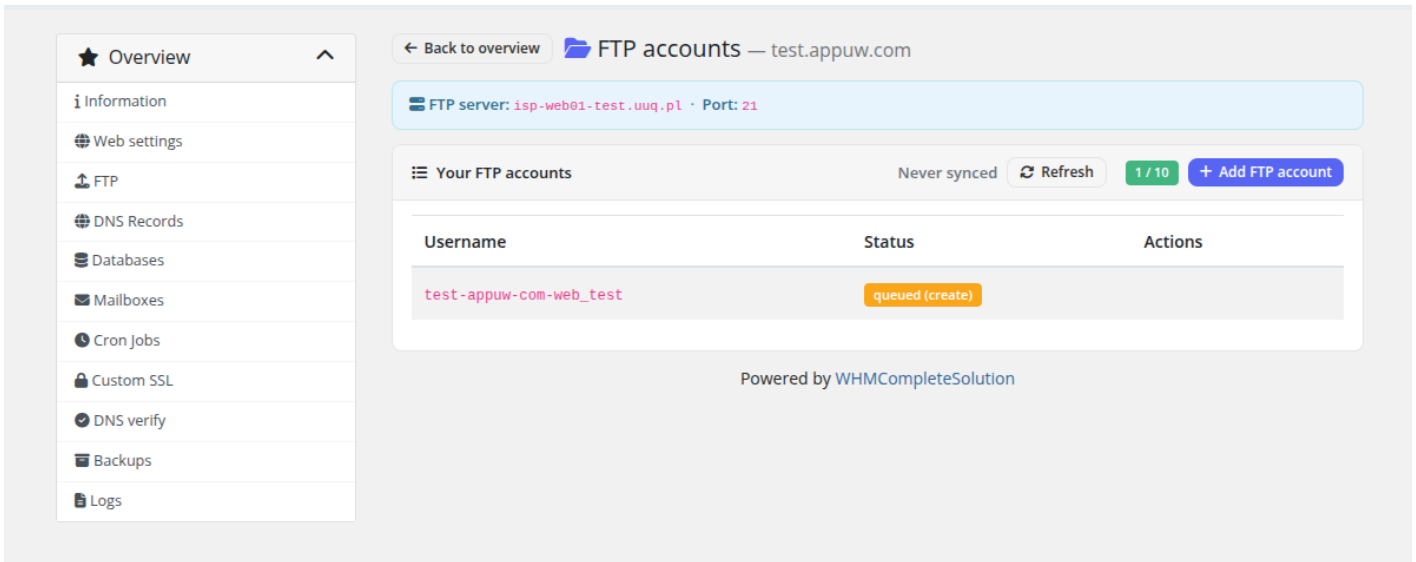 Overview
Information
Web settings
FTP
DNS Records
Databases
Mailboxes
Cron Jobs
Custom SSL
DNS verify
Backups
Logs
← Back to overview FTP accounts — test.appuw.com
FTP server: isp-web01-test.uuq.pl · Port: 21
Your FTP accounts Never synced Refresh 1 / 10 + Add FTP account
Username Status Actions
test-appuw-com-web_test queued (create)
Powered by WHMCompleteSolution